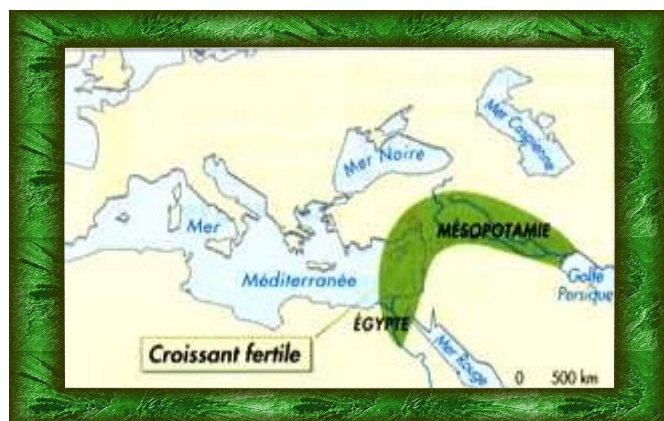 Mer Caspienne
Mer Noire
Mer
MÉSOPOTAMIE
Méditerranée
Golfe
Persique
ÉGYPTE
Croissant fertile
Mer Rouge
0 500 km